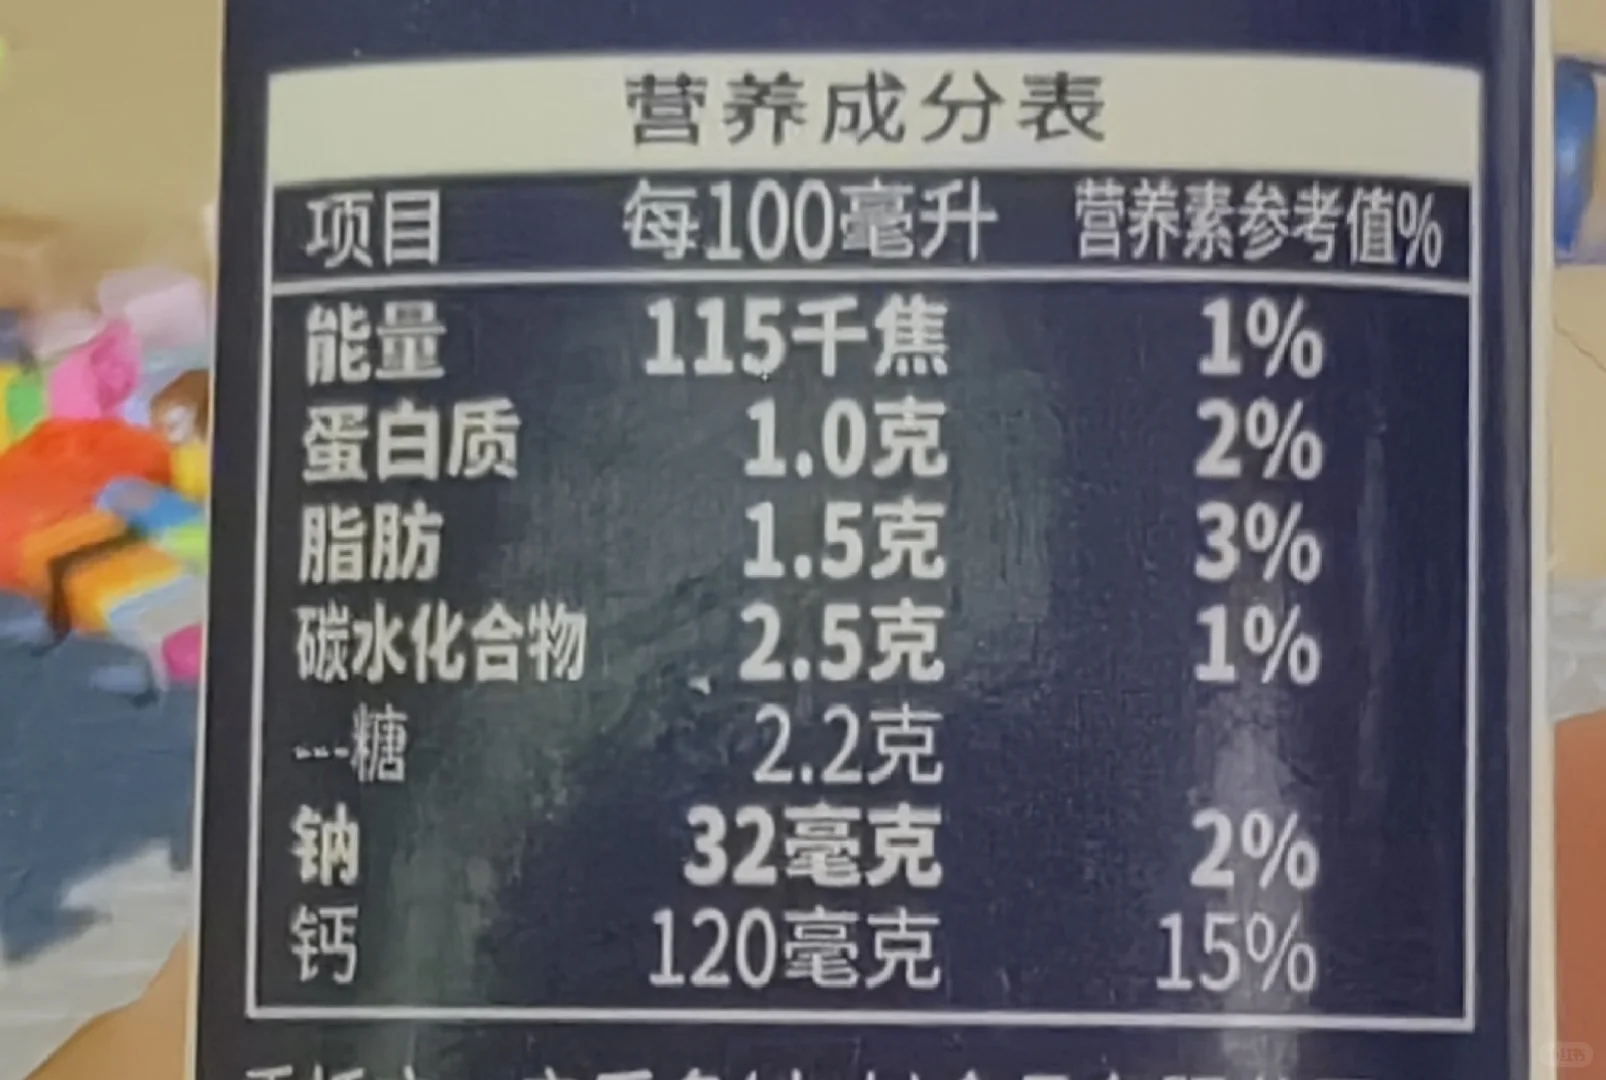 营养成分表
项目 每100毫升 营养素参考值%
能量 115千焦 1%
蛋白质 1.0克 2%
脂肪 1.5克 3%
碳水化合物 2.5克 1%
---糖 2.2克
钠 32毫克 2%
钙 120毫克 15%